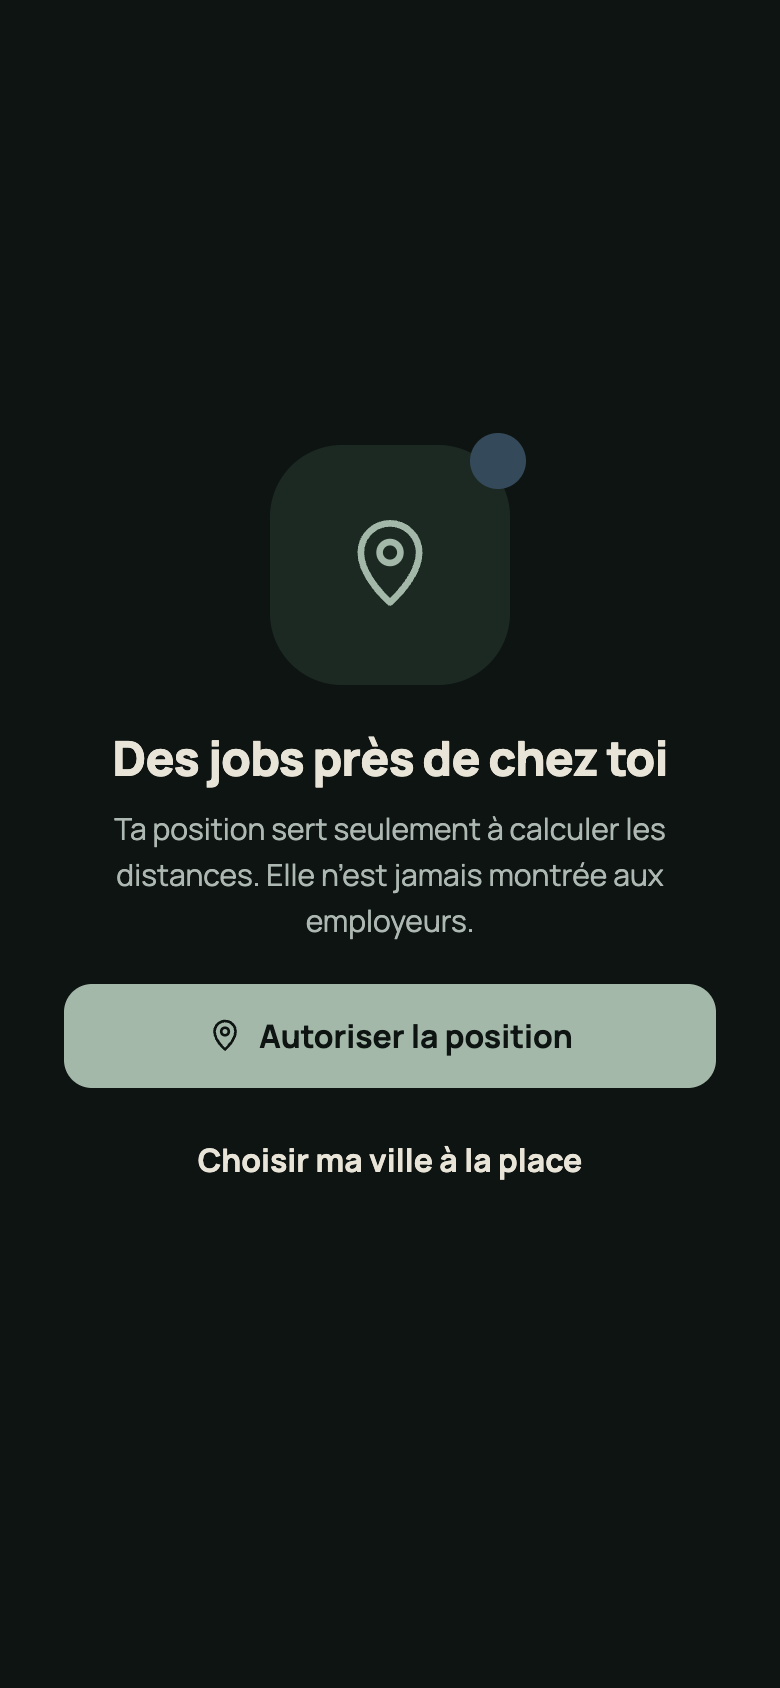 Des jobs près de chez toi
Ta position sert seulement à calculer les
distances. Elle n’est jamais montrée aux
employeurs.
Autoriser la position
Choisir ma ville à la place